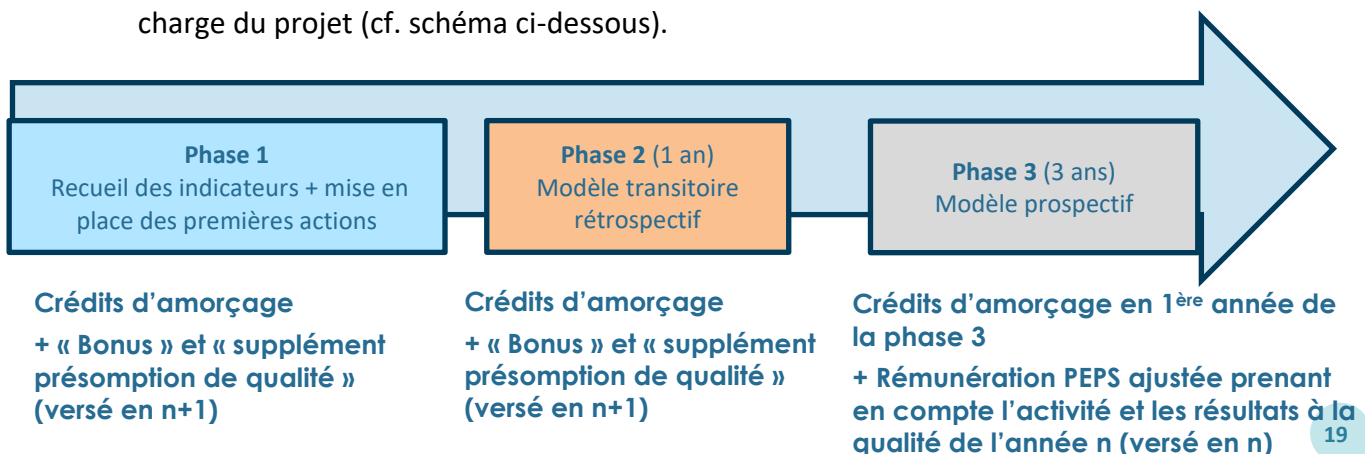 charge du projet (cf. schéma ci-dessous).
Phase 1
Recueil des indicateurs + mise en
place des premières actions
Phase 2 (1 an)
Modèle transitoire
rétrospectif
Phase 3 (3 ans)
Modèle prospectif
Crédits d’amorçage
+ « Bonus » et « supplément
présomption de qualité »
(versé en n+1)
Crédits d’amorçage
+ « Bonus » et « supplément
présomption de qualité »
(versé en n+1)
Crédits d’amorçage en 1ère année de
la phase 3
+ Rémunération PEPS ajustée prenant
en compte l’activité et les résultats à la
qualité de l’année n (versé en n)
19